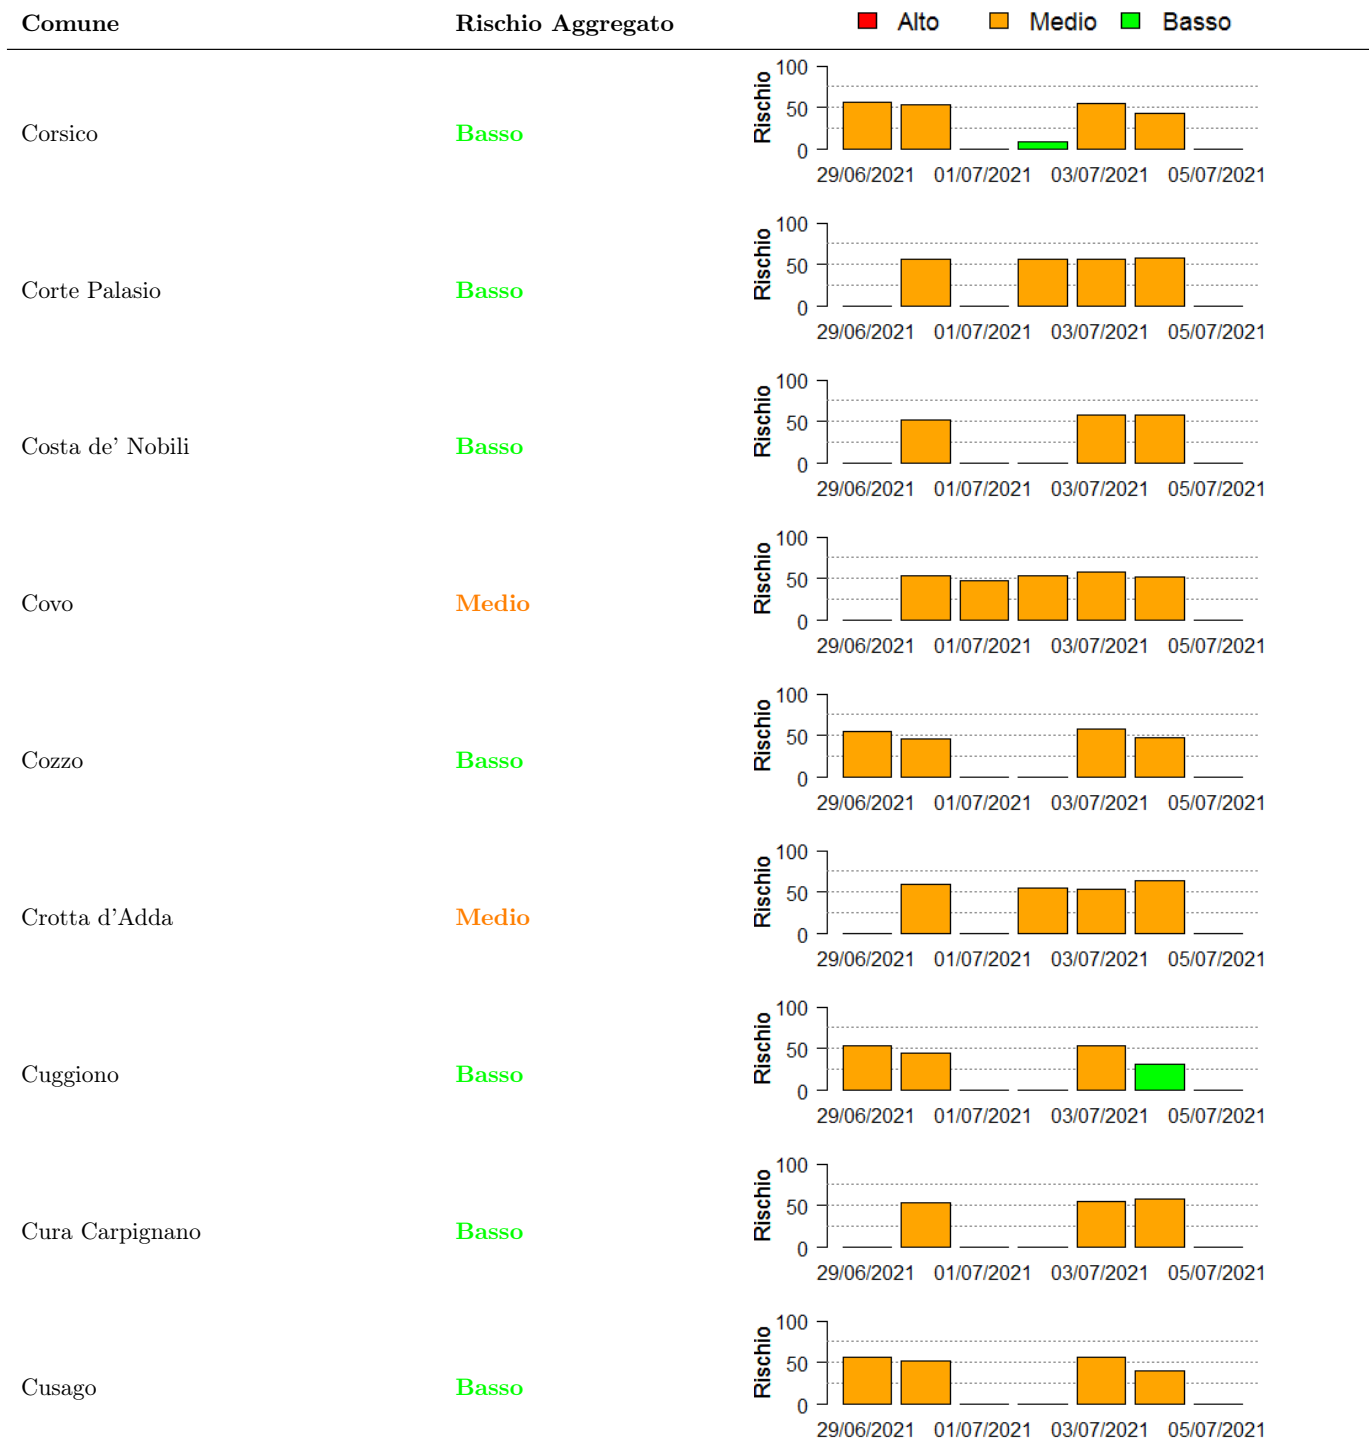 Comune Rischio Aggregato Alto Medio Basso
100
50
0
Rischio
Corsico Basso
29/06/2021 01/07/2021 03/07/2021 05/07/2021
100
50
0
Rischio
Corte Palasio Basso
29/06/2021 01/07/2021 03/07/2021 05/07/2021
100
50
0
Rischio
Costa de’ Nobili Basso
29/06/2021 01/07/2021 03/07/2021 05/07/2021
100
50
0
Rischio
Covo Medio
29/06/2021 01/07/2021 03/07/2021 05/07/2021
100
50
0
Rischio
Cozzo Basso
29/06/2021 01/07/2021 03/07/2021 05/07/2021
100
50
0
Rischio
Crotta d’Adda Medio
29/06/2021 01/07/2021 03/07/2021 05/07/2021
100
50
0
Rischio
Cuggiono Basso
29/06/2021 01/07/2021 03/07/2021 05/07/2021
100
50
0
Rischio
Cura Carpignano Basso
29/06/2021 01/07/2021 03/07/2021 05/07/2021
100
50
0
Rischio
Cusago Basso
29/06/2021 01/07/2021 03/07/2021 05/07/2021